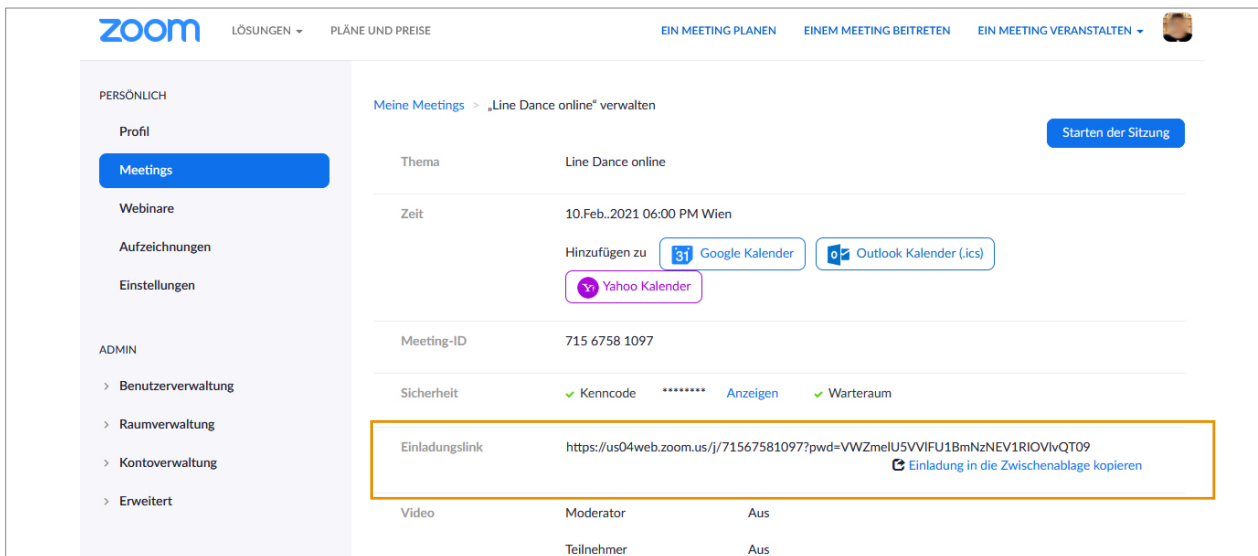 zoom LÖSUNGEN PLÄNE UND PREISE EIN MEETING PLANEN EINEM MEETING BEITRETEN EIN MEETING VERANSTALTEN
PERSÖNLICH
Profil
Meetings
Webinare
Aufzeichnungen
Einstellungen
ADMIN
Benutzerverwaltung
Raumverwaltung
Kontoverwaltung
Erweitert
Meine Meetings > „Line Dance online“ verwalten
Starten der Sitzung
Thema Line Dance online
Zeit 10.Feb..2021 06:00 PM Wien
Hinzufügen zu 31 Google Kalender Outlook Kalender (.ics)
Yahoo Kalender
Meeting-ID 715 6758 1097
Sicherheit Kenncode ******** Anzeigen Warteraum
Einladungslink https://us04web.zoom.us/j/71567581097?pwd=VWZmelU5VVlFU1BmNzNEV1RIOVlvQT09
Einladung in die Zwischenablage kopieren
Video Moderator Aus
Teilnehmer Aus